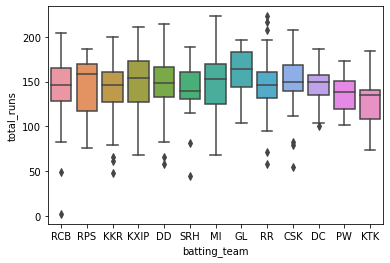 200
150
100
50
0
total_runs
RCB RPS KKR KXIP DD SRH MI GL RR CSK DC PW KTK
batting_team